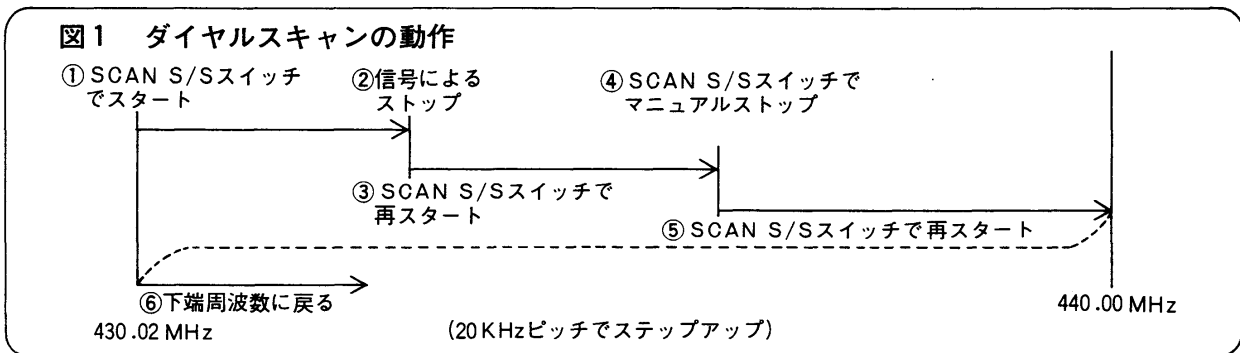 図1 ダイヤルスキャンの動作
①SCAN S/Sスイッチ
でスタート
②信号による
ストップ
④SCAN S/Sスイッチで
マニュアルストップ
③SCAN S/Sスイッチで
再スタート
⑤SCAN S/Sスイッチで再スタート
⑥下端周波数に戻る
430.02 MHz
(20KHzピッチでステップアップ)
440.00 MHz